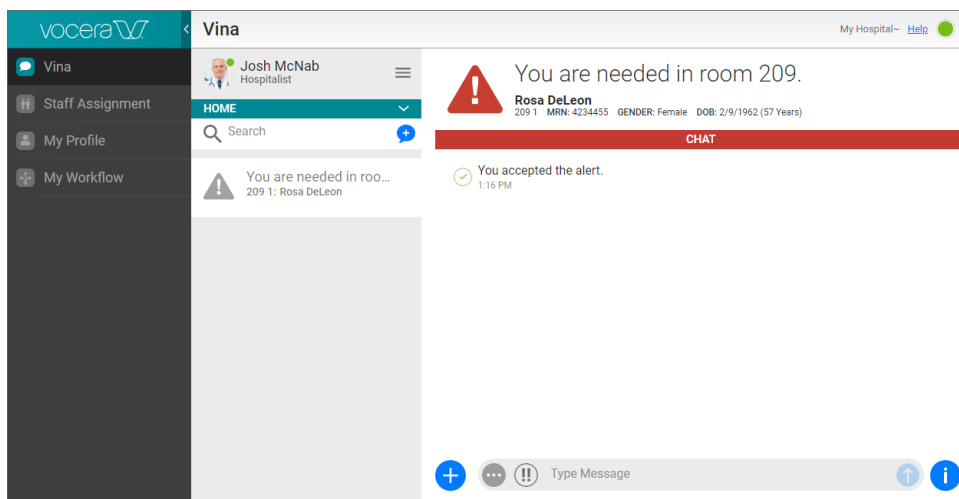 vocera
Vina
My Hospital~ Help
Vina
Staff Assignment
My Profile
My Workflow
Josh McNab
Hospitalist
HOME
Search
You are needed in roo...
209 1: Rosa DeLeon
You are needed in room 209.
Rosa DeLeon
209 1 MRN: 4234455 GENDER: Female DOB: 2/9/1962 (57 Years)
CHAT
You accepted the alert.
1:16 PM
Type Message